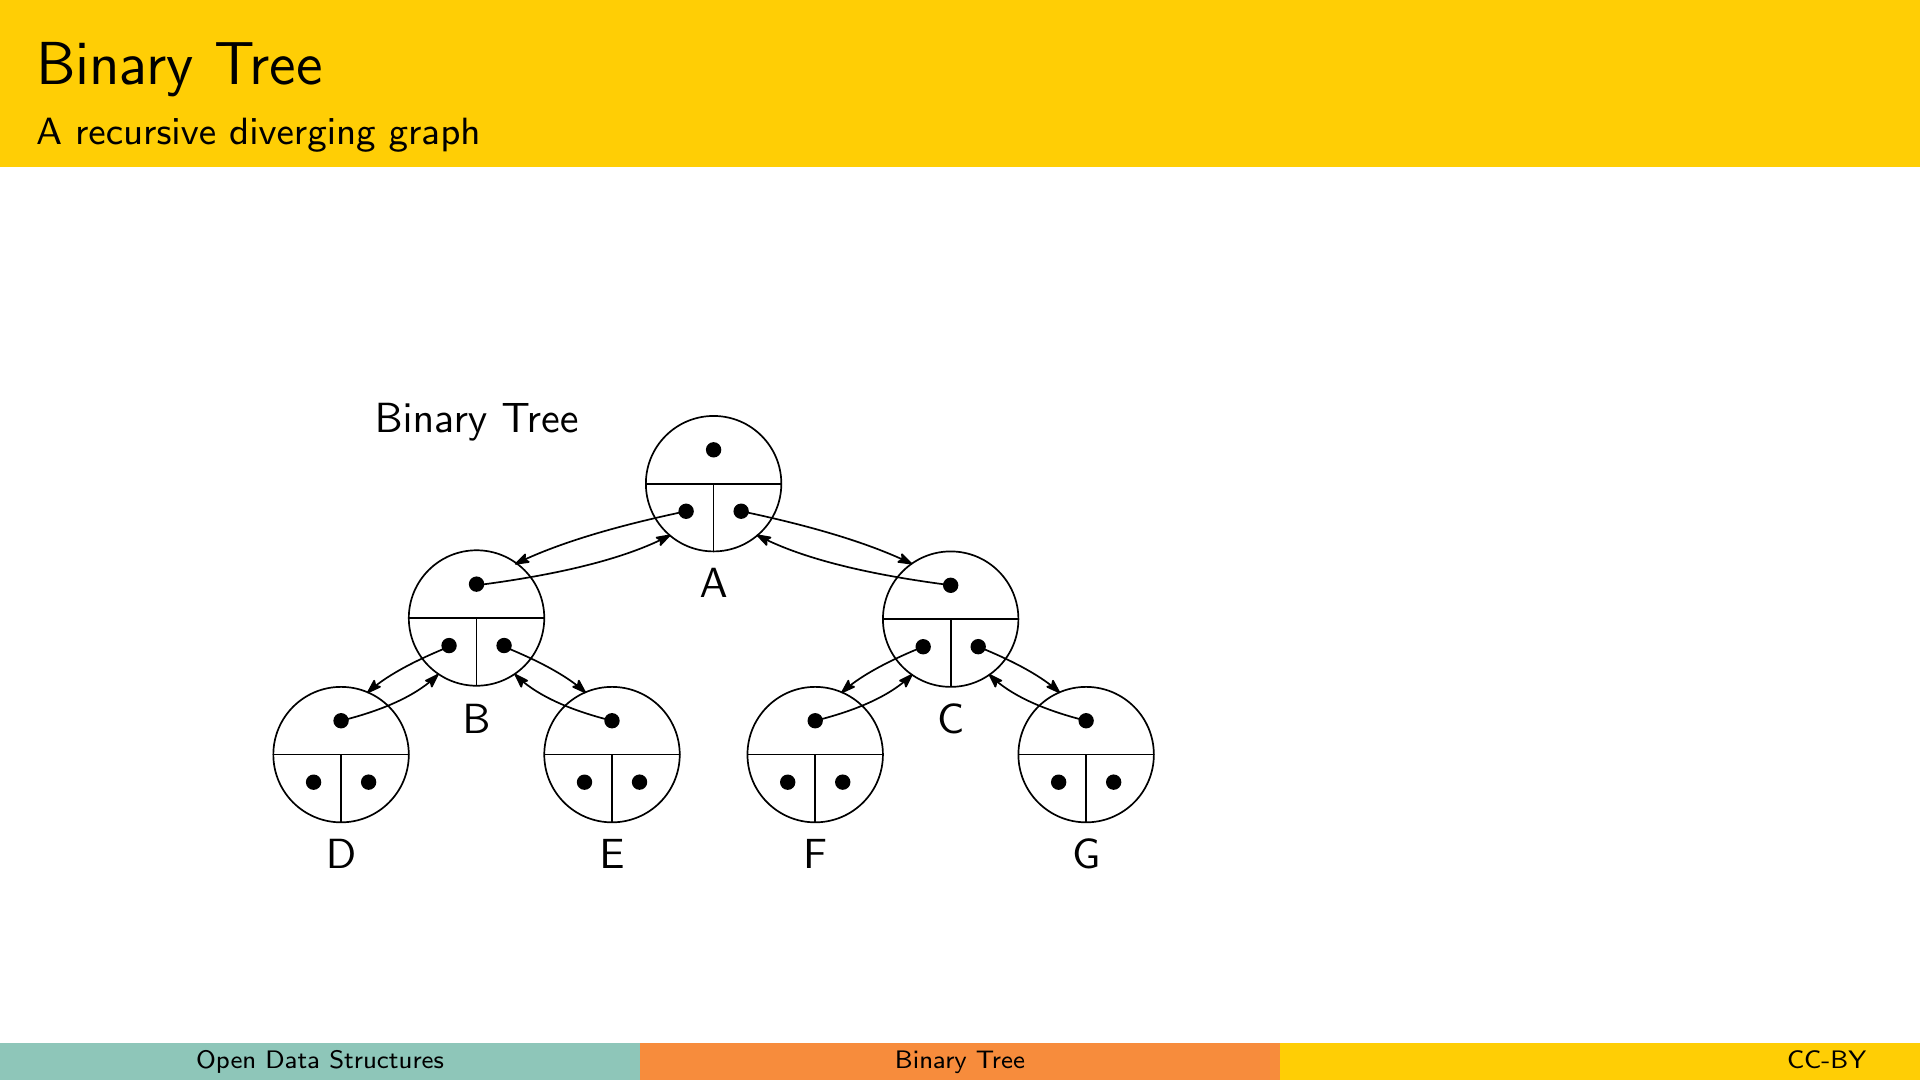 Binary Tree
A recursive diverging graph
Binary Tree
A
B
C
D
E
F
G
Open Data Structures
Binary Tree
CC-BY